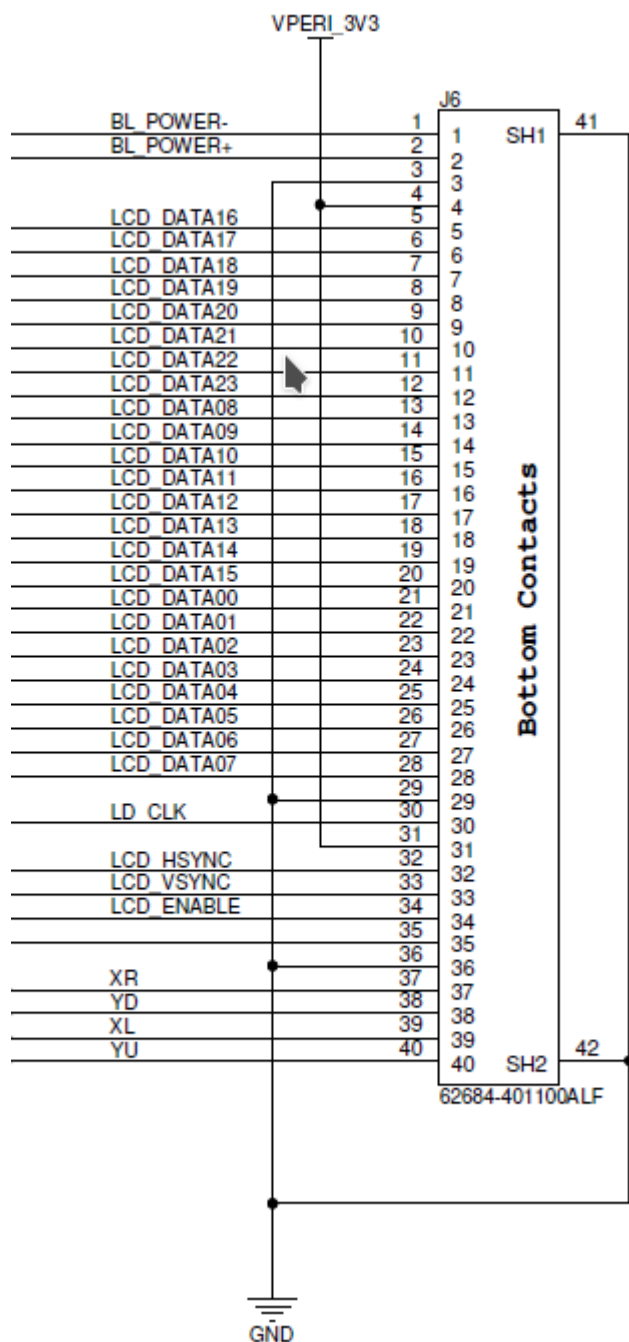 VPERI_3V3
J6
BL_POWER- 1 1 SH1 41
BL_POWER+ 2 2
3 3
4 4
LCD_DATA16 5 5
LCD_DATA17 6 6
LCD_DATA18 7 7
LCD_DATA19 8 8
LCD_DATA20 9 9
LCD_DATA21 10 10
LCD_DATA22 11 11
LCD_DATA23 12 12
LCD_DATA08 13 13
LCD_DATA09 14 14
LCD_DATA10 15 15
LCD_DATA11 16 16
LCD_DATA12 17 17
LCD_DATA13 18 18
LCD_DATA14 19 19
LCD_DATA15 20 20
LCD_DATA00 21 21
LCD_DATA01 22 22
LCD_DATA02 23 23
LCD_DATA03 24 24
LCD_DATA04 25 25
LCD_DATA05 26 26
LCD_DATA06 27 27
LCD_DATA07 28 28
29 29
LD_CLK 30 30
31 31
LCD_HSYNC 32 32
LCD_VSYNC 33 33
LCD_ENABLE 34 34
35 35
36 36
XR 37 37
YD 38 38
XL 39 39
YU 40 40 SH2 42
Bottom Contacts
62684-401100ALF
GND